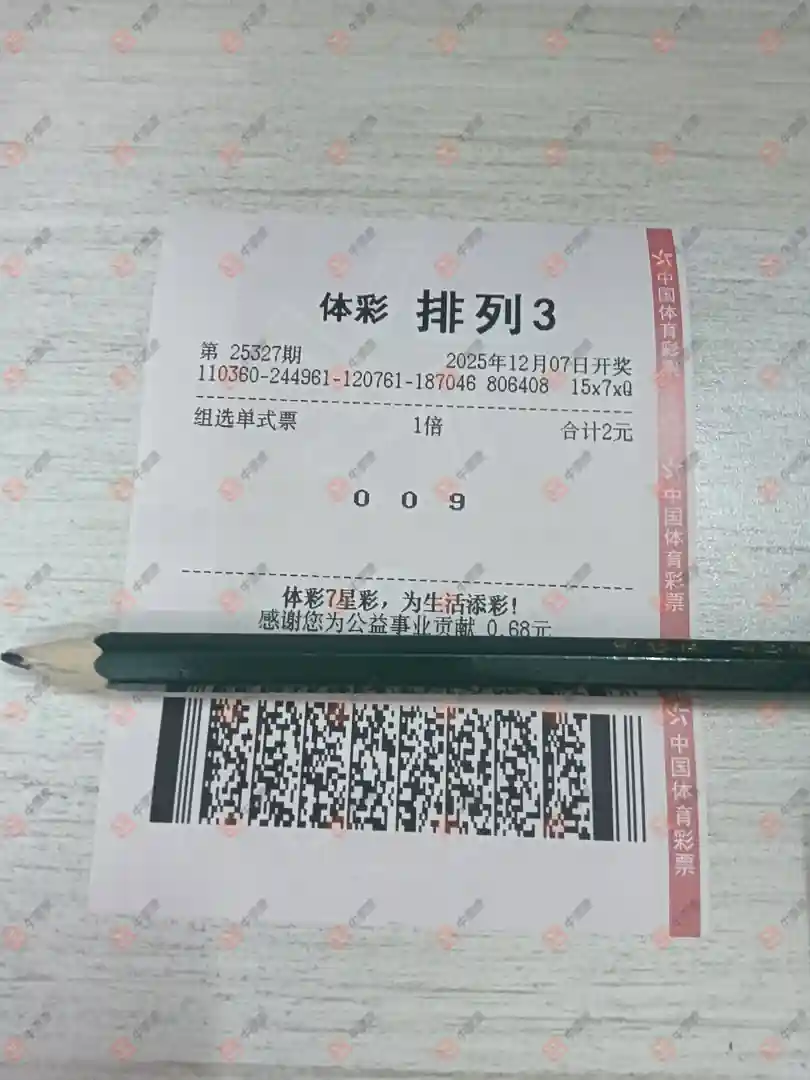 体彩 排列3
第 25327期 2025年12月07日开奖
110360-244961-120761-187046 806408 15x7xQ
组选单式票 1倍 合计2元
0 0 9
体彩7星彩，为生活添彩！
感谢您为公益事业贡献 0.68元
中国体育彩票
中国体育彩票
中国体育彩票